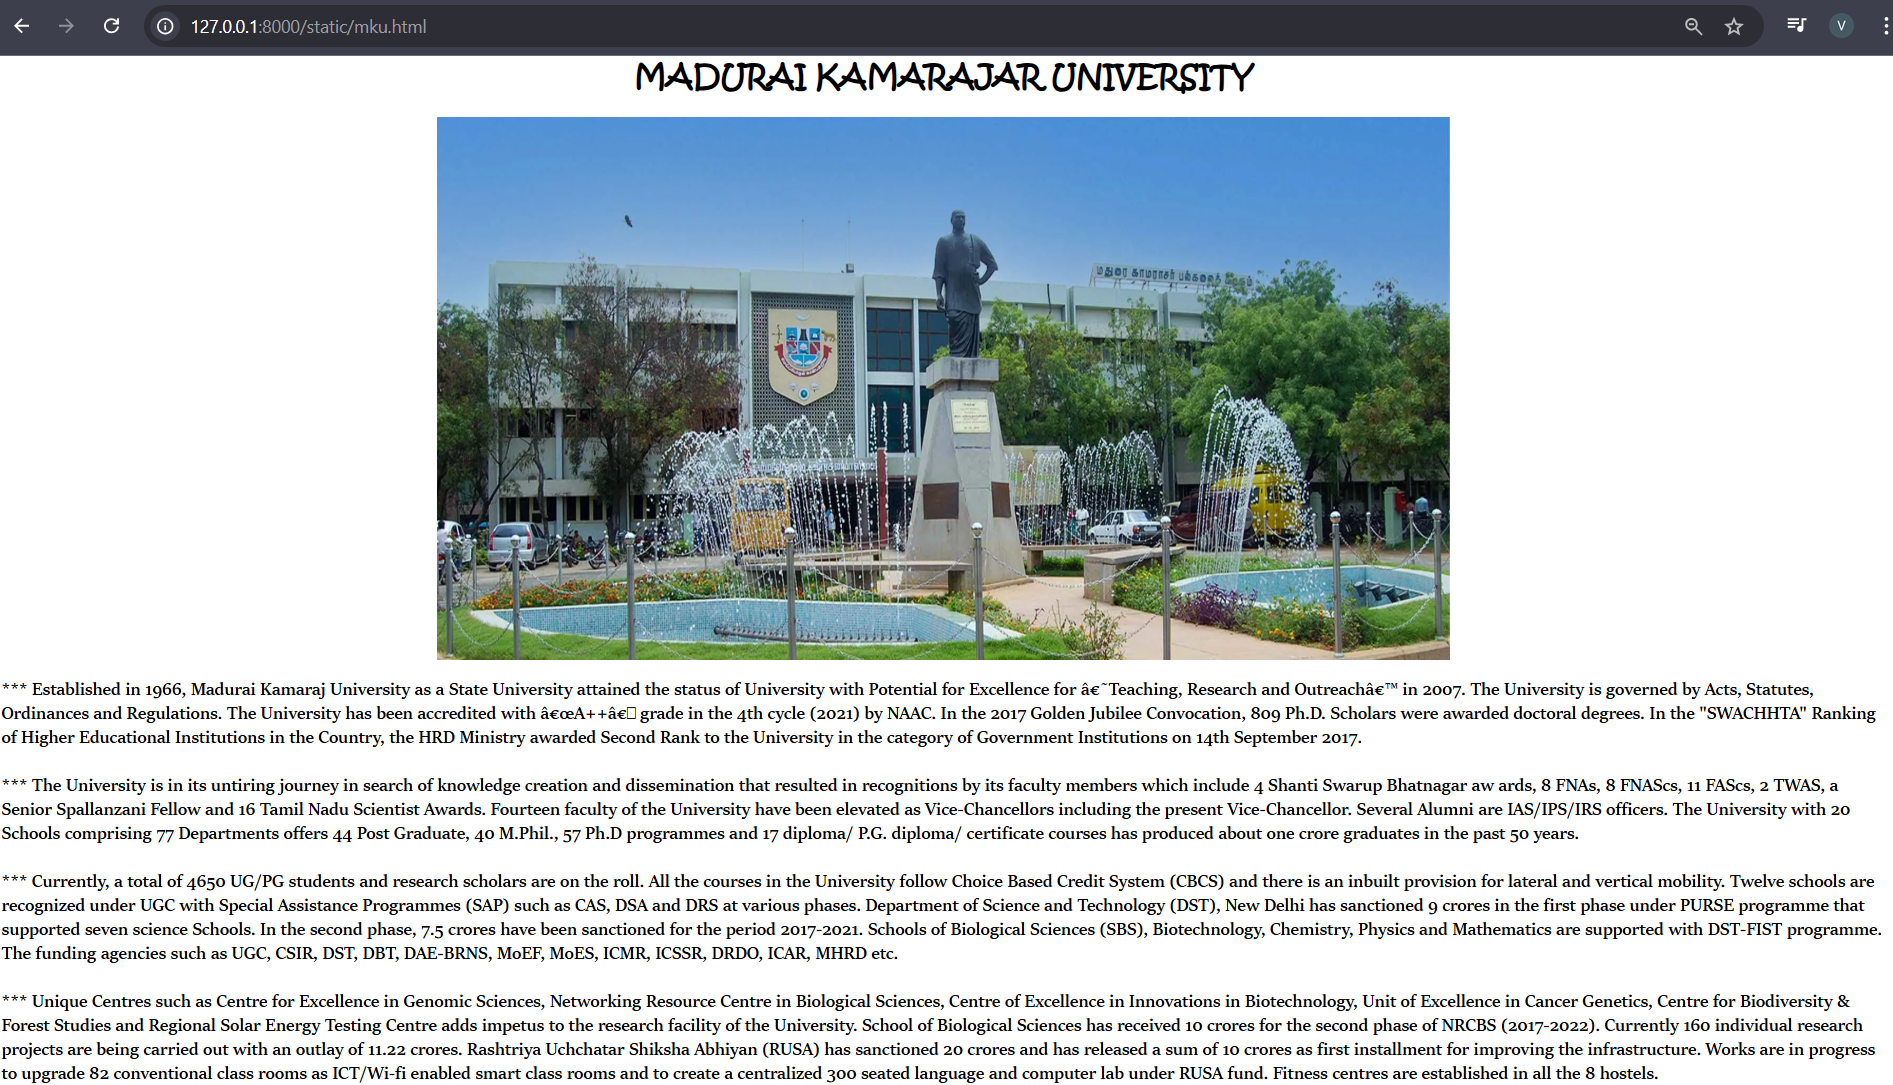 127.0.0.1:8000/static/mku.html
V
MADURAI KAMARAJAR UNIVERSITY
மதுரை காமராசர்
*** Established in 1966, Madurai Kamaraj University as a State University attained the status of University with Potential for Excellence for â€˜Teaching, Research and Outreachâ€™ in 2007. The University is governed by Acts, Statutes,
Ordinances and Regulations. The University has been accredited with â€œA++â€□ grade in the 4th cycle (2021) by NAAC. In the 2017 Golden Jubilee Convocation, 809 Ph.D. Scholars were awarded doctoral degrees. In the "SWACHHTA" Ranking
of Higher Educational Institutions in the Country, the HRD Ministry awarded Second Rank to the University in the category of Government Institutions on 14th September 2017.
*** The University is in its untiring journey in search of knowledge creation and dissemination that resulted in recognitions by its faculty members which include 4 Shanti Swarup Bhatnagar aw ards, 8 FNAs, 8 FNAScs, 11 FAScs, 2 TWAS, a
Senior Spallanzani Fellow and 16 Tamil Nadu Scientist Awards. Fourteen faculty of the University have been elevated as Vice-Chancellors including the present Vice-Chancellor. Several Alumni are IAS/IPS/IRS officers. The University with 20
Schools comprising 77 Departments offers 44 Post Graduate, 40 M.Phil., 57 Ph.D programmes and 17 diploma/ P.G. diploma/ certificate courses has produced about one crore graduates in the past 50 years.
*** Currently, a total of 4650 UG/PG students and research scholars are on the roll. All the courses in the University follow Choice Based Credit System (CBCS) and there is an inbuilt provision for lateral and vertical mobility. Twelve schools are
recognized under UGC with Special Assistance Programmes (SAP) such as CAS, DSA and DRS at various phases. Department of Science and Technology (DST), New Delhi has sanctioned 9 crores in the first phase under PURSE programme that
supported seven science Schools. In the second phase, 7.5 crores have been sanctioned for the period 2017-2021. Schools of Biological Sciences (SBS), Biotechnology, Chemistry, Physics and Mathematics are supported with DST-FIST programme.
The funding agencies such as UGC, CSIR, DST, DBT, DAE-BRNS, MoEF, MoES, ICMR, ICSSR, DRDO, ICAR, MHRD etc.
*** Unique Centres such as Centre for Excellence in Genomic Sciences, Networking Resource Centre in Biological Sciences, Centre of Excellence in Innovations in Biotechnology, Unit of Excellence in Cancer Genetics, Centre for Biodiversity &
Forest Studies and Regional Solar Energy Testing Centre adds impetus to the research facility of the University. School of Biological Sciences has received 10 crores for the second phase of NRCBS (2017-2022). Currently 160 individual research
projects are being carried out with an outlay of 11.22 crores. Rashtriya Uchchatar Shiksha Abhiyan (RUSA) has sanctioned 20 crores and has released a sum of 10 crores as first installment for improving the infrastructure. Works are in progress
to upgrade 82 conventional class rooms as ICT/Wi-fi enabled smart class rooms and to create a centralized 300 seated language and computer lab under RUSA fund. Fitness centres are established in all the 8 hostels.